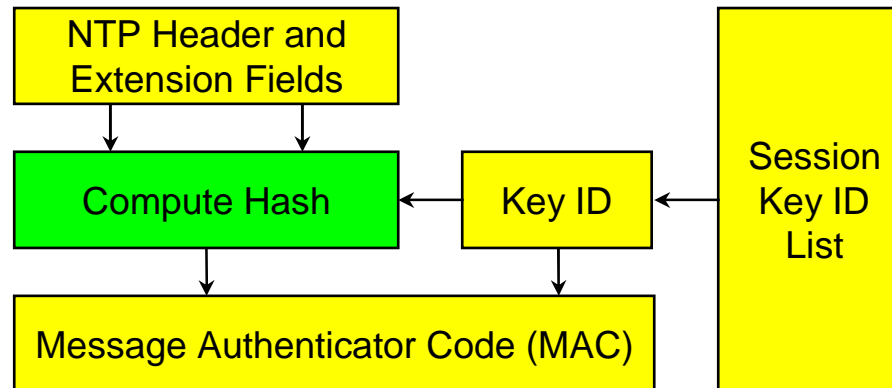 NTP Header and
Extension Fields
Compute Hash
Key ID
Session
Key ID
List
Message Authenticator Code (MAC)